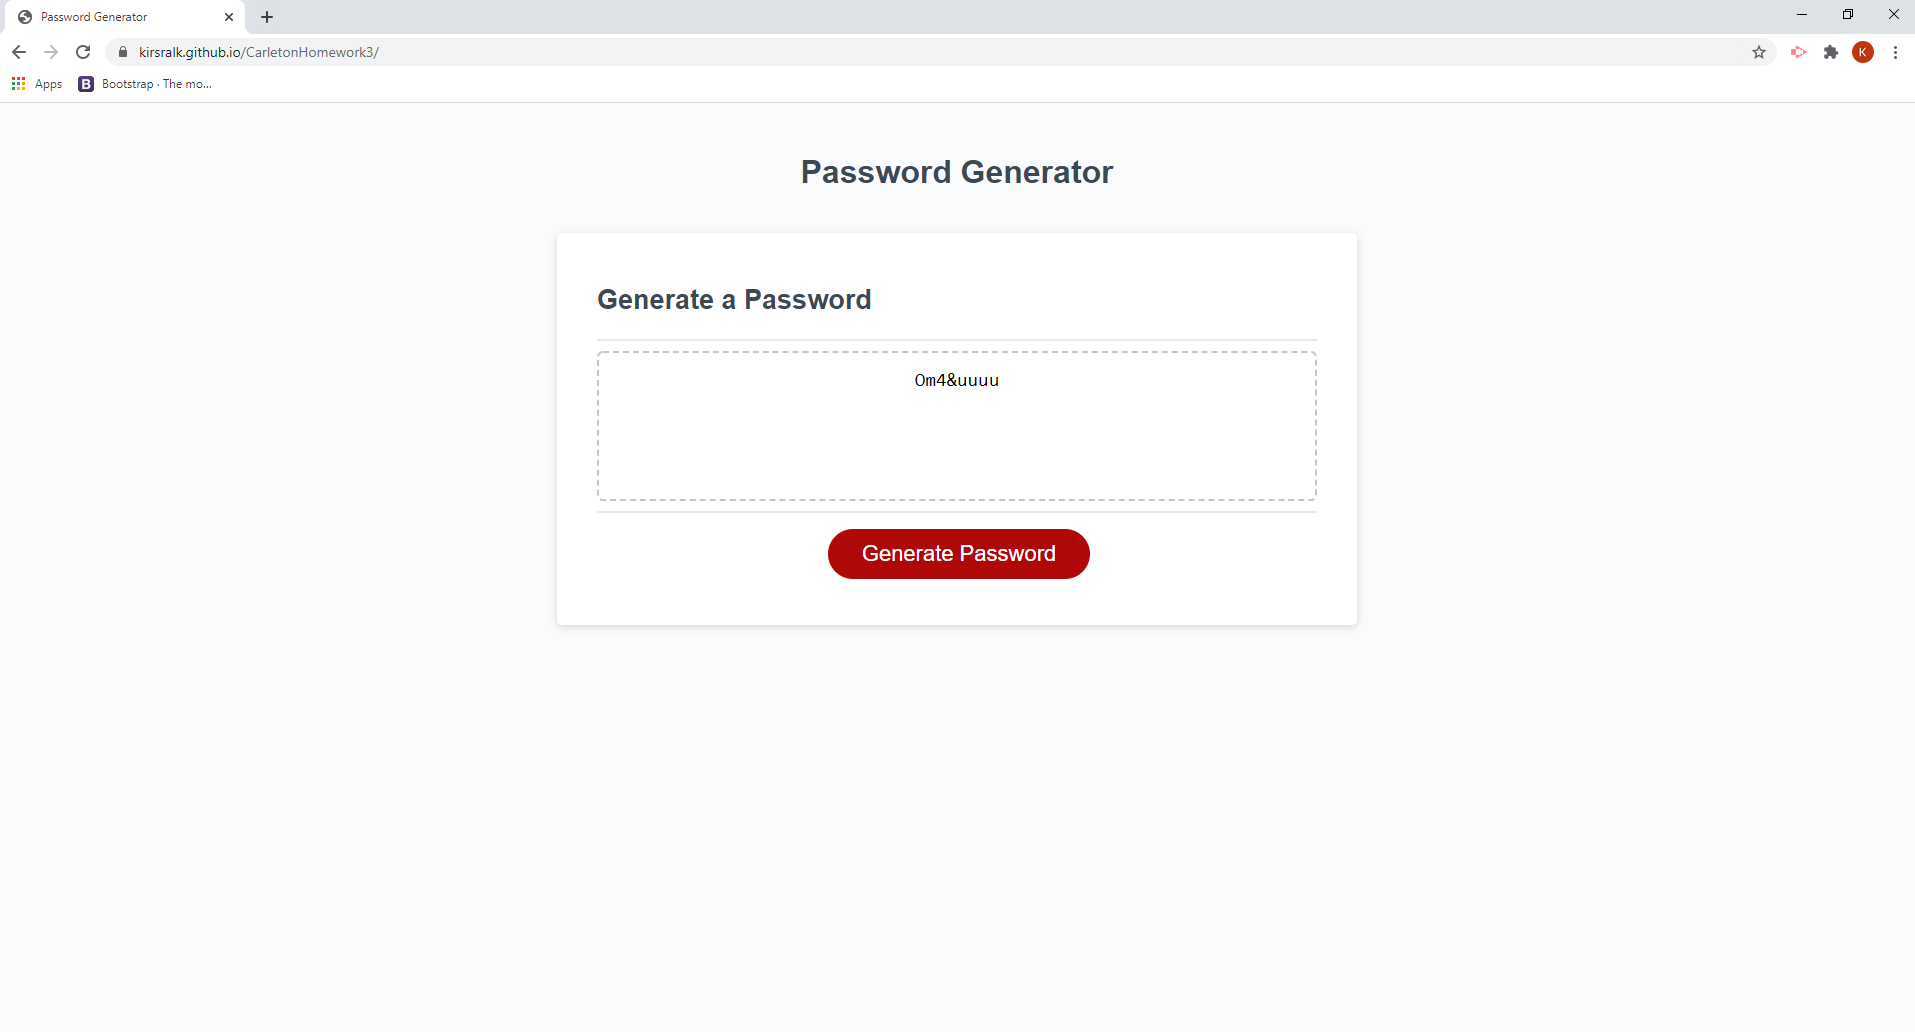 Password Generator
kirsralk.github.io/CarletonHomework3/
K
Apps
B Bootstrap · The mo...
Password Generator
Generate a Password
Om4&uuuu
Generate Password